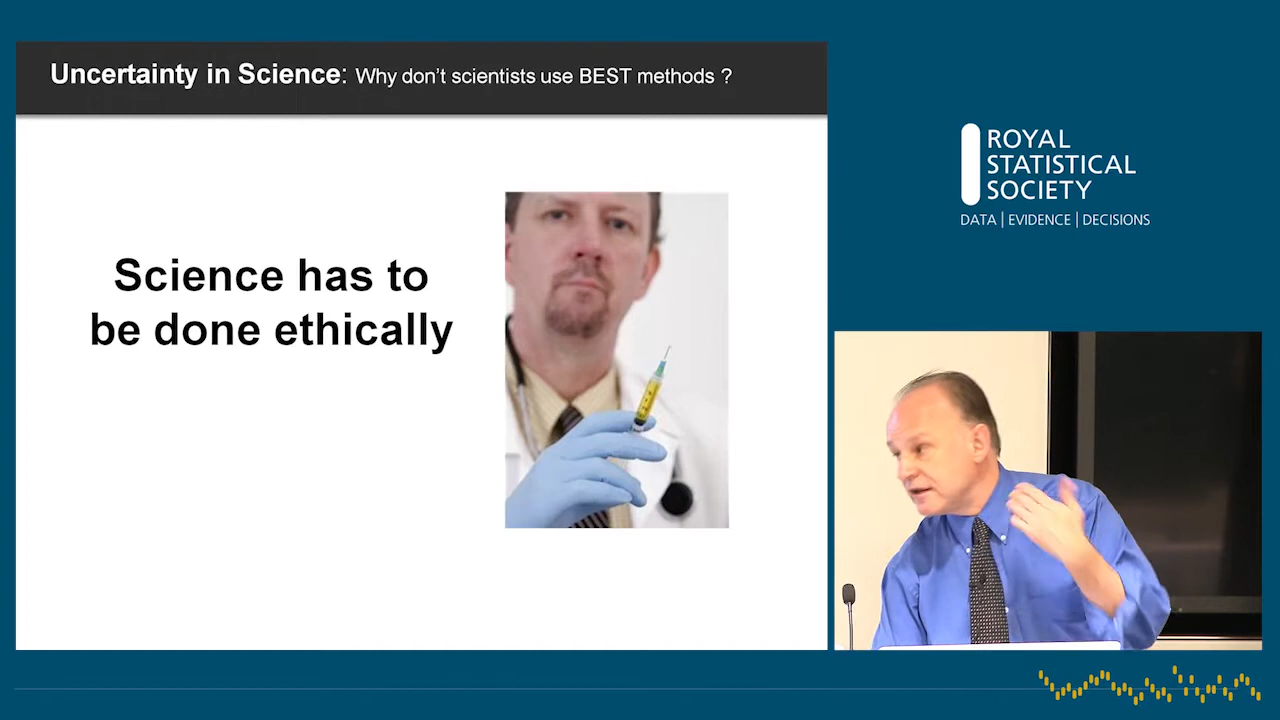 Uncertainty in Science: Why don't scientists use BEST methods ?
Science has to
be done ethically
ROYAL
STATISTICAL
SOCIETY
DATA | EVIDENCE | DECISIONS